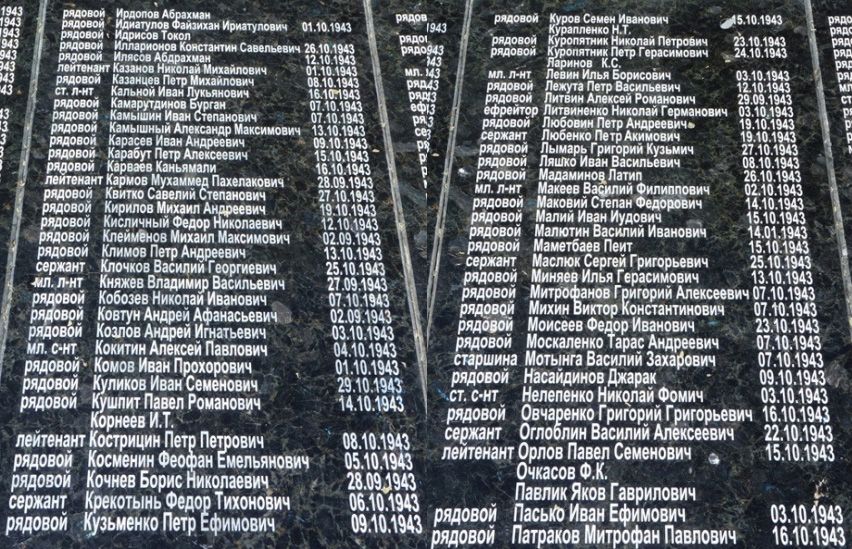 рядовой Ирдопов Абрахман
рядовой Идиатулов Файзихан Ириатулович 01.10.1943
рядовой Идрисов Токол
рядовой Илларионов Константин Савельевич 26.10.1943
рядовой Илясов Абдрахман 12.10.1943
лейтенант Казанов Николай Михайлович 01.10.1943
рядовой Казанцев Петр Михайлович 08.10.1943
ст. л-нт Кальной Иван Лукьянович 16.10.1943
рядовой Камарутдинов Бурган 07.10.1943
рядовой Камышин Иван Степанович 07.10.1943
рядовой Камышный Александр Максимович 13.10.1943
рядовой Карасев Иван Андреевич 09.10.1943
рядовой Карабут Петр Алексеевич 15.10.1943
рядовой Караваев Каньямали 16.10.1943
лейтенант Кармов Мухаммед Пахелакович 28.09.1943
рядовой Квитко Савелий Степанович 27.10.1943
рядовой Кирилов Михаил Андреевич 19.10.1943
рядовой Кисличный Федор Николаевич 12.10.1943
рядовой Клейменов Михаил Максимович 02.09.1943
рядовой Климов Петр Андреевич 13.10.1943
сержант Клочков Василий Георгиевич 25.10.1943
мл. л-нт Княжев Владимир Васильевич 27.09.1943
рядовой Кобозев Николай Иванович 07.10.1943
рядовой Ковтун Андрей Афанасьевич 02.09.1943
рядовой Козлов Андрей Игнатьевич 03.10.1943
мл. с-нт Кокитин Алексей Павлович 04.10.1943
рядовой Комов Иван Прохорович 01.10.1943
рядовой Куликов Иван Семенович 29.10.1943
рядовой Кушпит Павел Романович 14.10.1943
Корнеев И.Т.
лейтенант Кострицин Петр Петрович 08.10.1943
рядовой Косменин Феофан Емельянович 05.10.1943
рядовой Кочнев Борис Николаевич 28.09.1943
сержант Крекотынь Федор Тихонович 06.10.1943
рядовой Кузьменко Петр Ефимович 09.10.1943
рядовой Куров Семен Иванович 15.10.1943
Курапленко Н.Т.
рядовой Куропятник Николай Петрович 23.10.1943
рядовой Куропятник Петр Герасимович 24.10.1943
Ларинов К.С.
мл. л-нт Левин Илья Борисович 03.10.1943
рядовой Лежута Петр Васильевич 12.10.1943
рядовой Литвин Алексей Романович 29.09.1943
ефрейтор Литвиненко Николай Германович 03.10.1943
рядовой Любовин Петр Андреевич 19.10.1943
сержант Любенко Петр Акимович 19.10.1943
рядовой Лымарь Григорий Кузьмич 27.10.1943
рядовой Ляшко Иван Васильевич 08.10.1943
рядовой Мадаминов Латип 26.10.1943
мл. л-нт Макеев Василий Филиппович 02.10.1943
рядовой Маковий Степан Федорович 14.10.1943
рядовой Малий Иван Иудович 15.10.1943
рядовой Малютин Василий Иванович 14.01.1943
рядовой Маметбаев Пеит 15.10.1943
сержант Маслюк Сергей Григорьевич 25.10.1943
рядовой Миняев Илья Герасимович 13.10.1943
рядовой Митрофанов Григорий Алексеевич 07.10.1943
рядовой Михин Виктор Константинович 07.10.1943
рядовой Моисеев Федор Иванович 23.10.1943
рядовой Москаленко Тарас Андреевич 07.10.1943
старшина Мотынга Василий Захарович 07.10.1943
рядовой Насайдинов Джарак 09.10.1943
ст. с-нт Нелепенко Николай Фомич 03.10.1943
рядовой Овчаренко Григорий Григорьевич 16.10.1943
сержант Оглоблин Василий Алексеевич 22.10.1943
лейтенант Орлов Павел Семенович 15.10.1943
Очкасов Ф.К.
Павлик Яков Гаврилович
рядовой Пасько Иван Ефимович 03.10.1943
рядовой Патраков Митрофан Павлович 16.10.1943